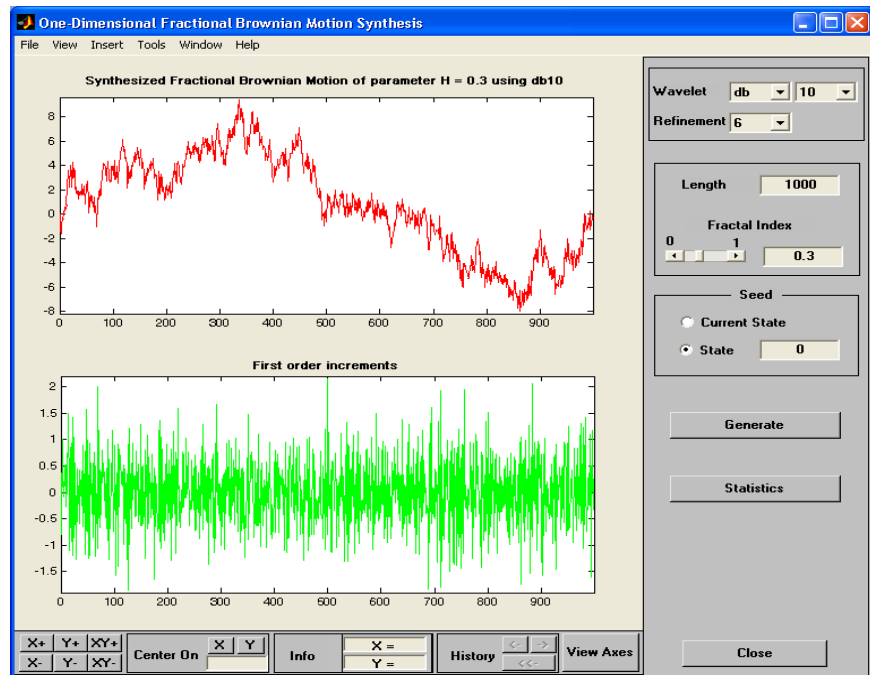 One-Dimensional Fractional Brownian Motion Synthesis
File View Insert Tools Window Help
Synthesized Fractional Brownian Motion of parameter H = 0.3 using db10
8
6
4
2
0
-2
-4
-6
-8
0 100 200 300 400 500 600 700 800 900
First order increments
2
1.5
1
0.5
0
-0.5
-1
-1.5
0 100 200 300 400 500 600 700 800 900
Wavelet db 10
Refinement 6
Length 1000
Fractal Index
0 1
0.3
Seed
Current State
State 0
Generate
Statistics
Close
X+ Y+ XY+
X- Y- XY-
Center On X Y
Info X =
Y =
History <- ->
<<-
View Axes